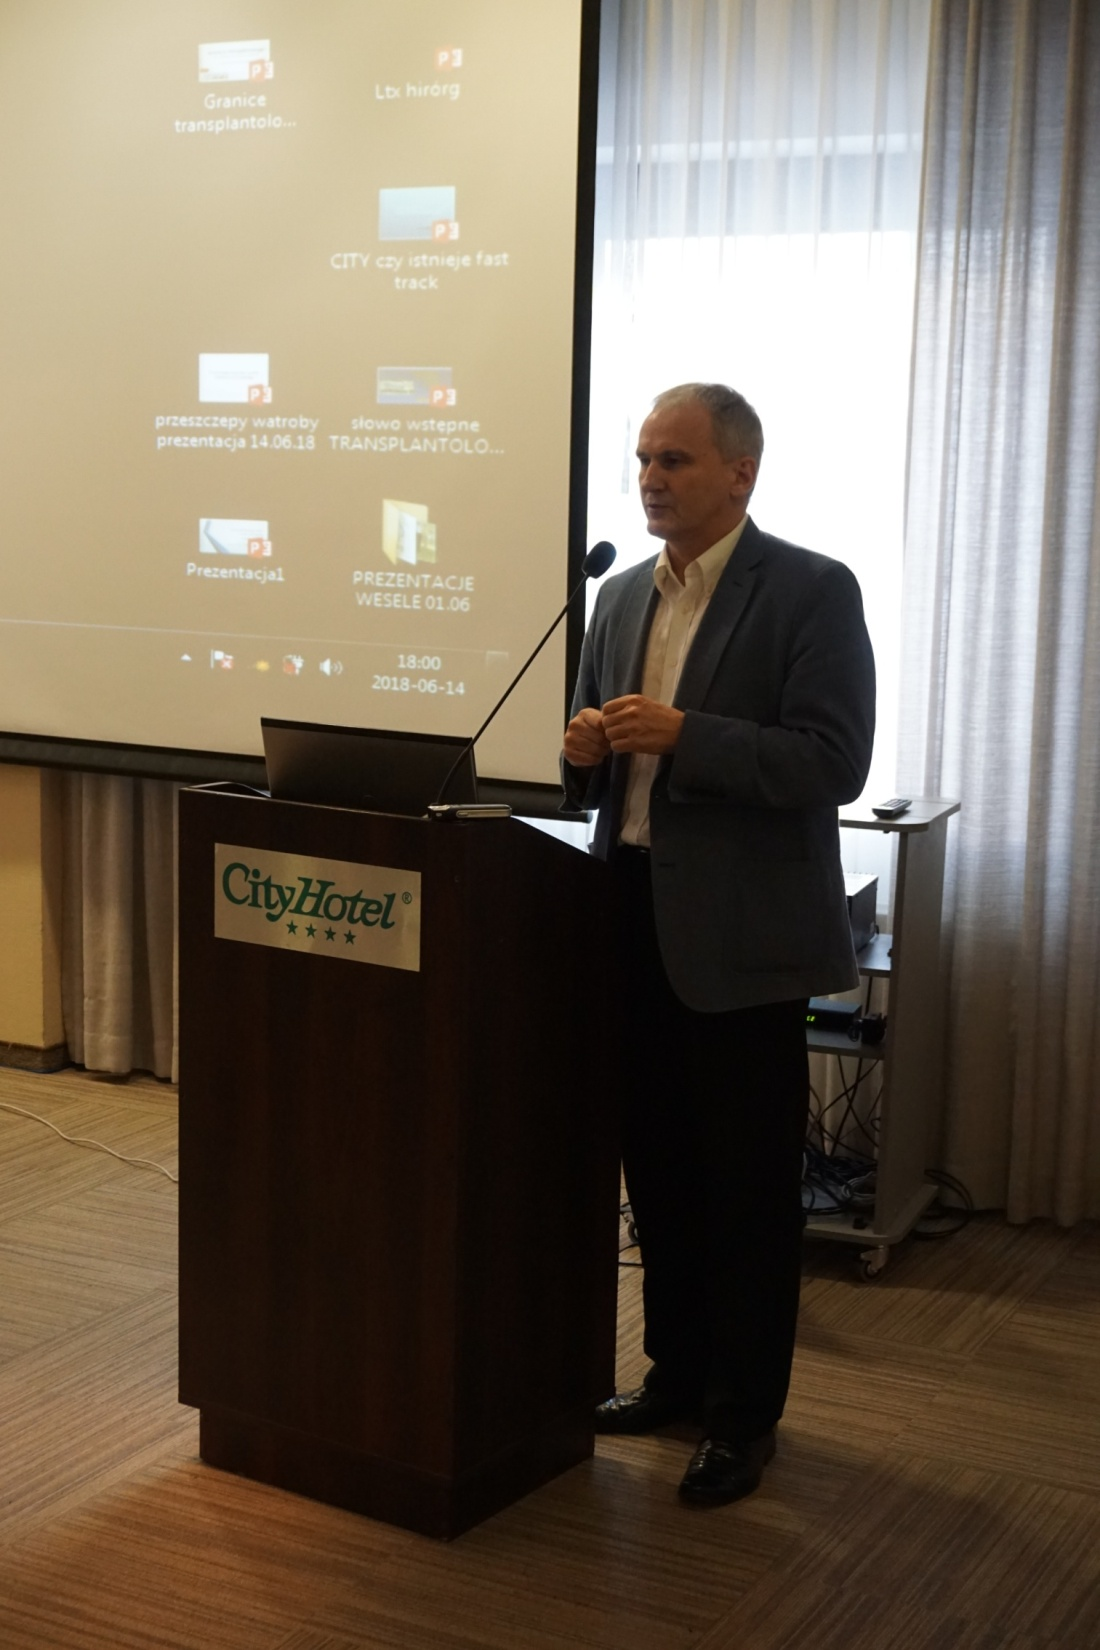 Granice
transplantolo...
Ltx hirórg
CITY czy istnieje fast
track
przeszczepy watroby
prezentacja 14.06.18
słowo wstępne
TRANSPLANTOLO...
Prezentacja1
PREZENTACJE
WESELE 01.06
18:00
2018-06-14
CityHotel®